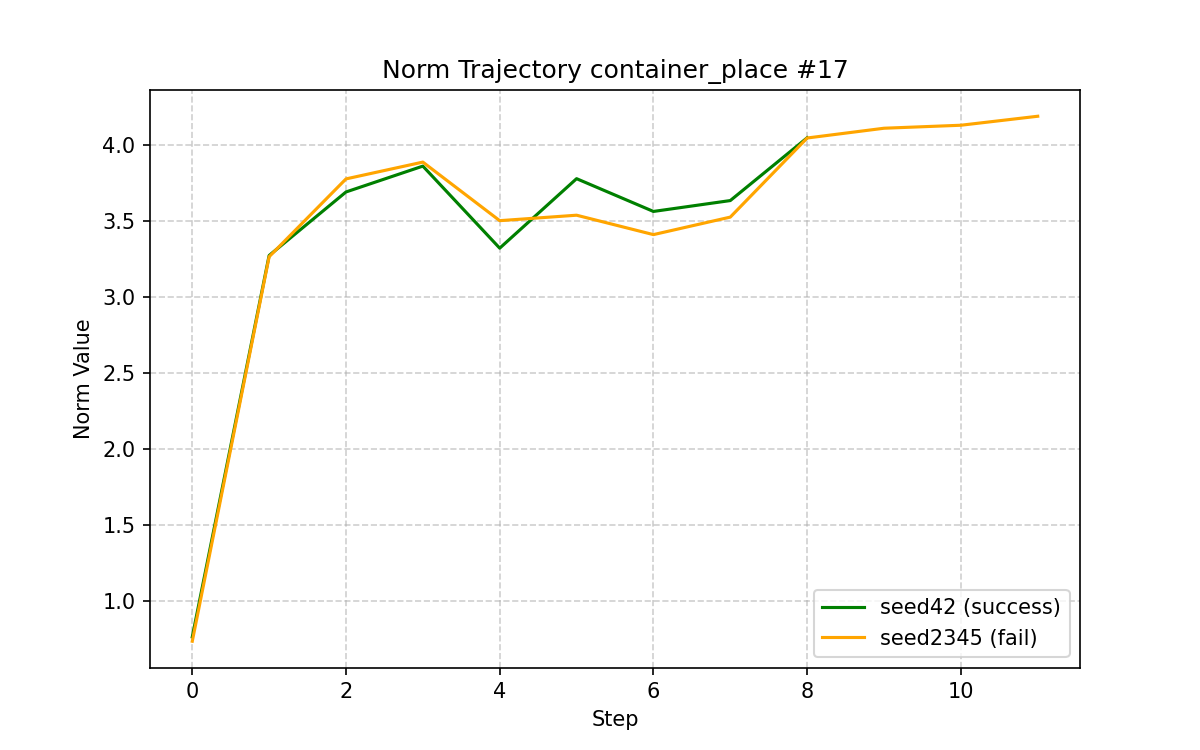 Norm Trajectory container_place #17
Norm Value
4.0
3.5
3.0
2.5
2.0
1.5
1.0
0 2 4 6 8 10
Step
seed42 (success)
seed2345 (fail)